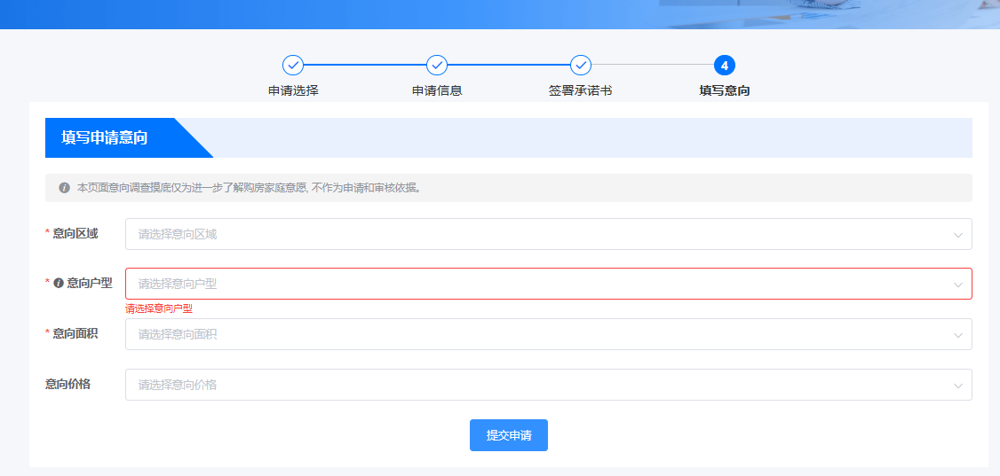 4
申请选择
申请信息
签署承诺书
填写意向
填写申请意向
本页面意向调查摸底仅为进一步了解购房家庭意愿, 不作为申请和审核依据。
* 意向区域
请选择意向区域
* 意向户型
请选择意向户型
请选择意向户型
* 意向面积
请选择意向面积
意向价格
请选择意向价格
提交申请